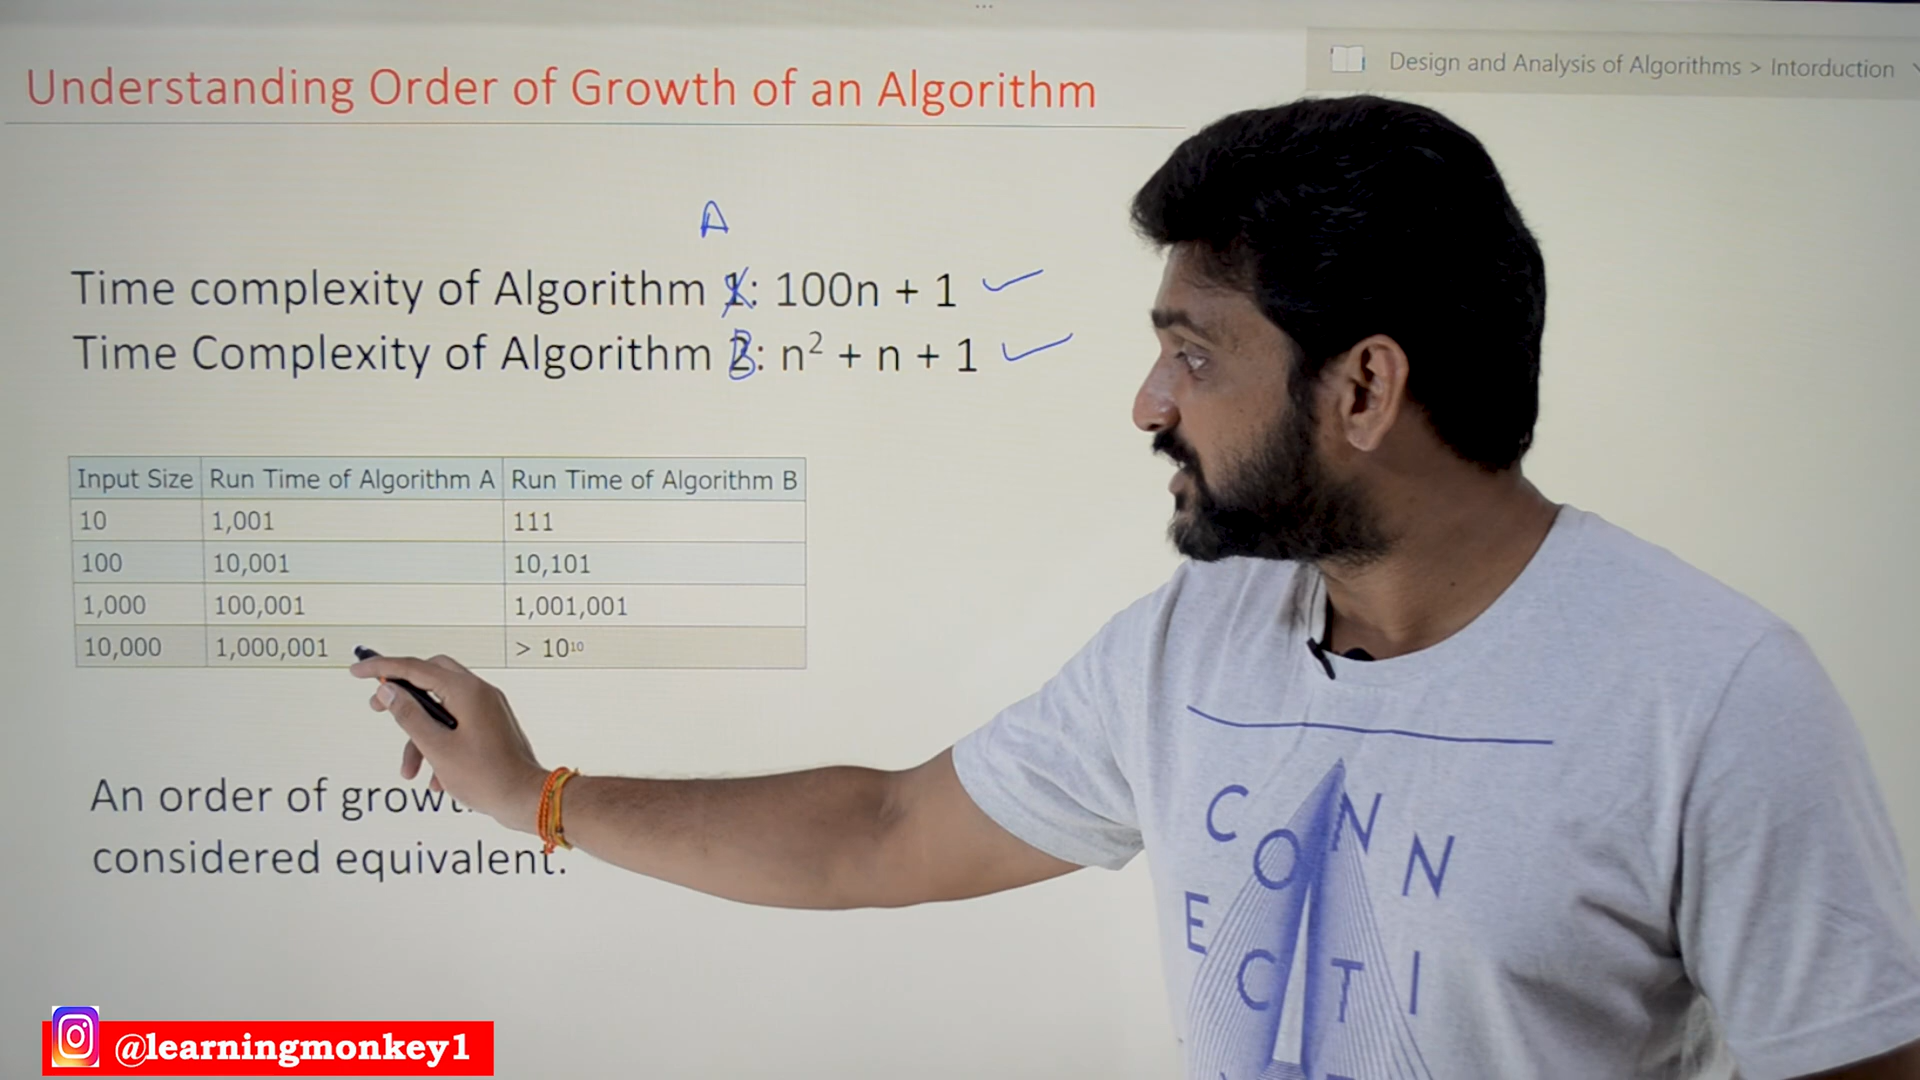 ...
Design and Analysis of Algorithms > Intorduction
Understanding Order of Growth of an Algorithm
A
Time complexity of Algorithm 1: 100n + 1
Time Complexity of Algorithm B: n² + n + 1
Input Size Run Time of Algorithm A Run Time of Algorithm B
10 1,001 111
100 10,001 10,101
1,000 100,001 1,001,001
10,000 1,000,001 > 10¹⁰
An order of growt
considered equivalent.
CONNECTI
@learningmonkey1